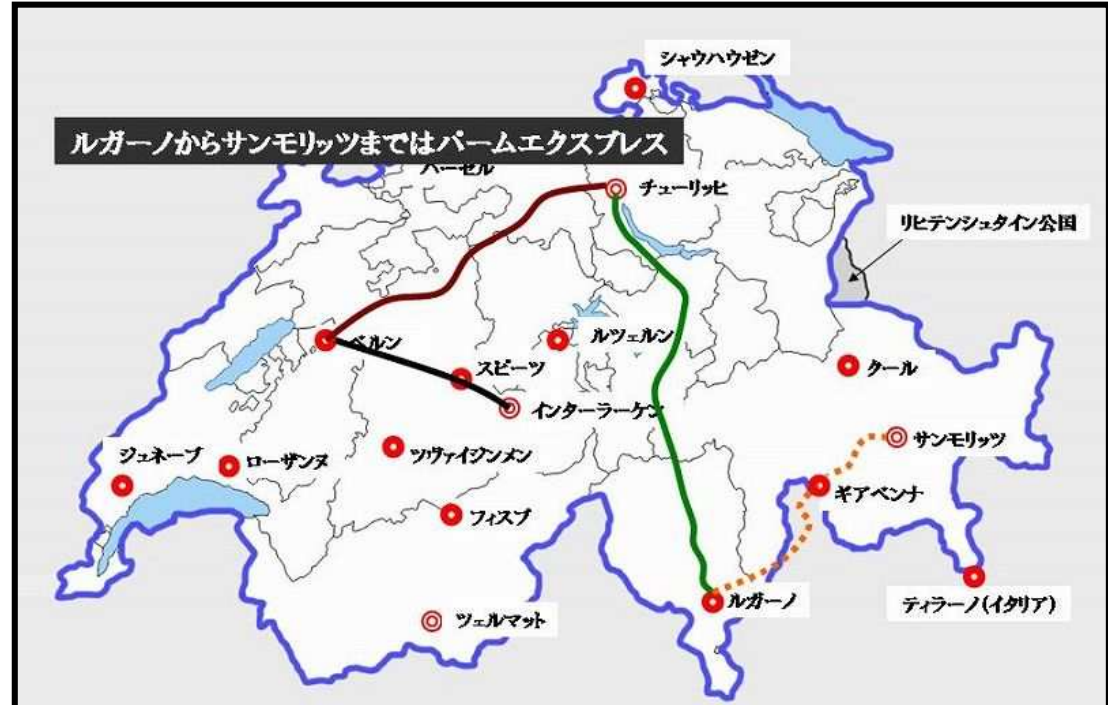 シャウハウゼン
ルガーノからサンモリッツまではパームエクスプレス
バーゼル
チューリッヒ
リヒテンシュタイン公国
ベルン
ルツェルン
スピーツ
クール
インターラーケン
サンモリッツ
ジュネーブ
ローザンヌ
ツヴァイジンメン
ギアベンナ
フィスプ
ルガーノ
ティラーノ(イタリア)
ツェルマット